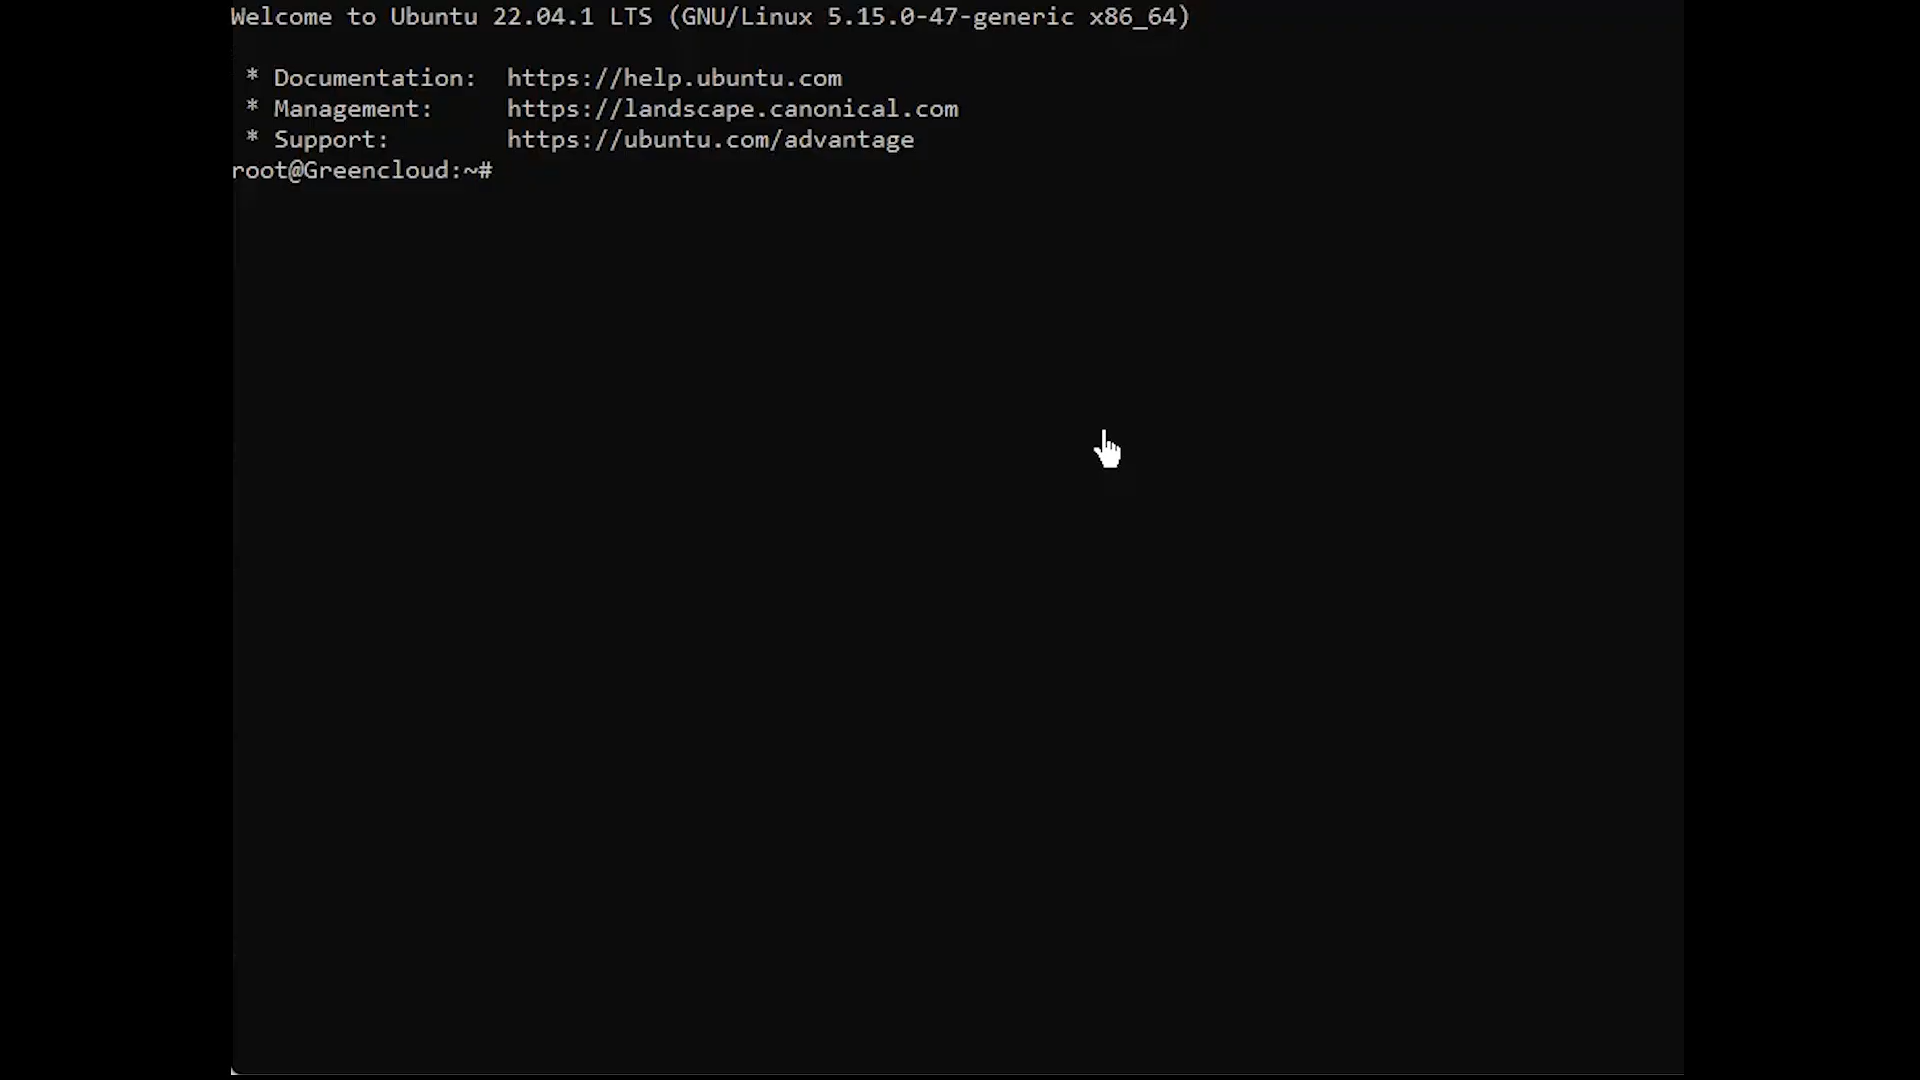 Welcome to Ubuntu 22.04.1 LTS (GNU/Linux 5.15.0-47-generic x86_64)
* Documentation: https://help.ubuntu.com
* Management: https://landscape.canonical.com
* Support: https://ubuntu.com/advantage
root@Greencloud:~#